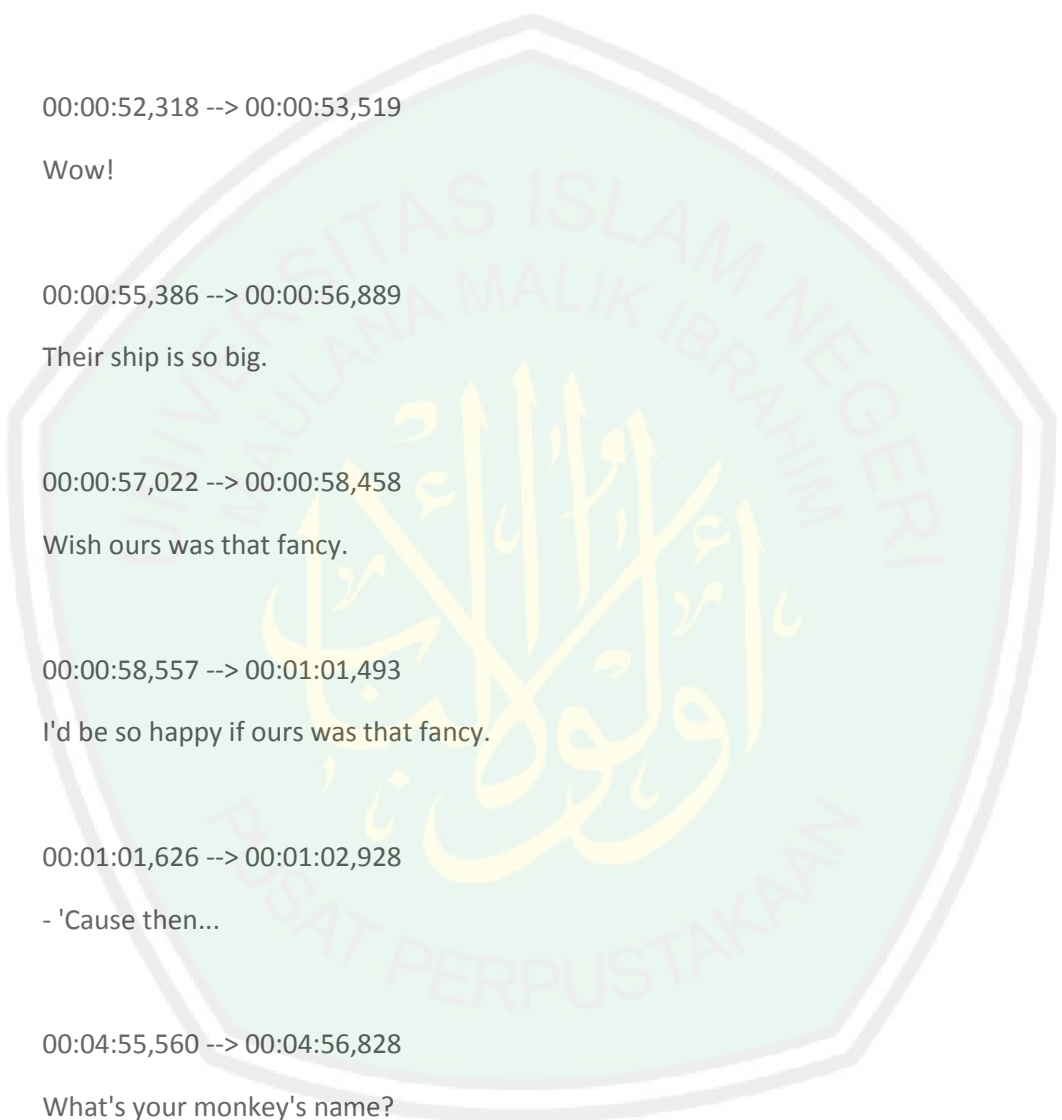 00:00:52,318 --> 00:00:53,519
Wow!
00:00:55,386 --> 00:00:56,889
Their ship is so big.
00:00:57,022 --> 00:00:58,458
Wish ours was that fancy.
00:00:58,557 --> 00:01:01,493
I'd be so happy if ours was that fancy.
00:01:01,626 --> 00:01:02,928
- 'Cause then...
00:04:55,560 --> 00:04:56,828
What's your monkey's name?
UNIVERSITAS ISLAM NEGERI
MAULANA MALIK IBRAHIM
PUSAT PERPUSTAKAAN